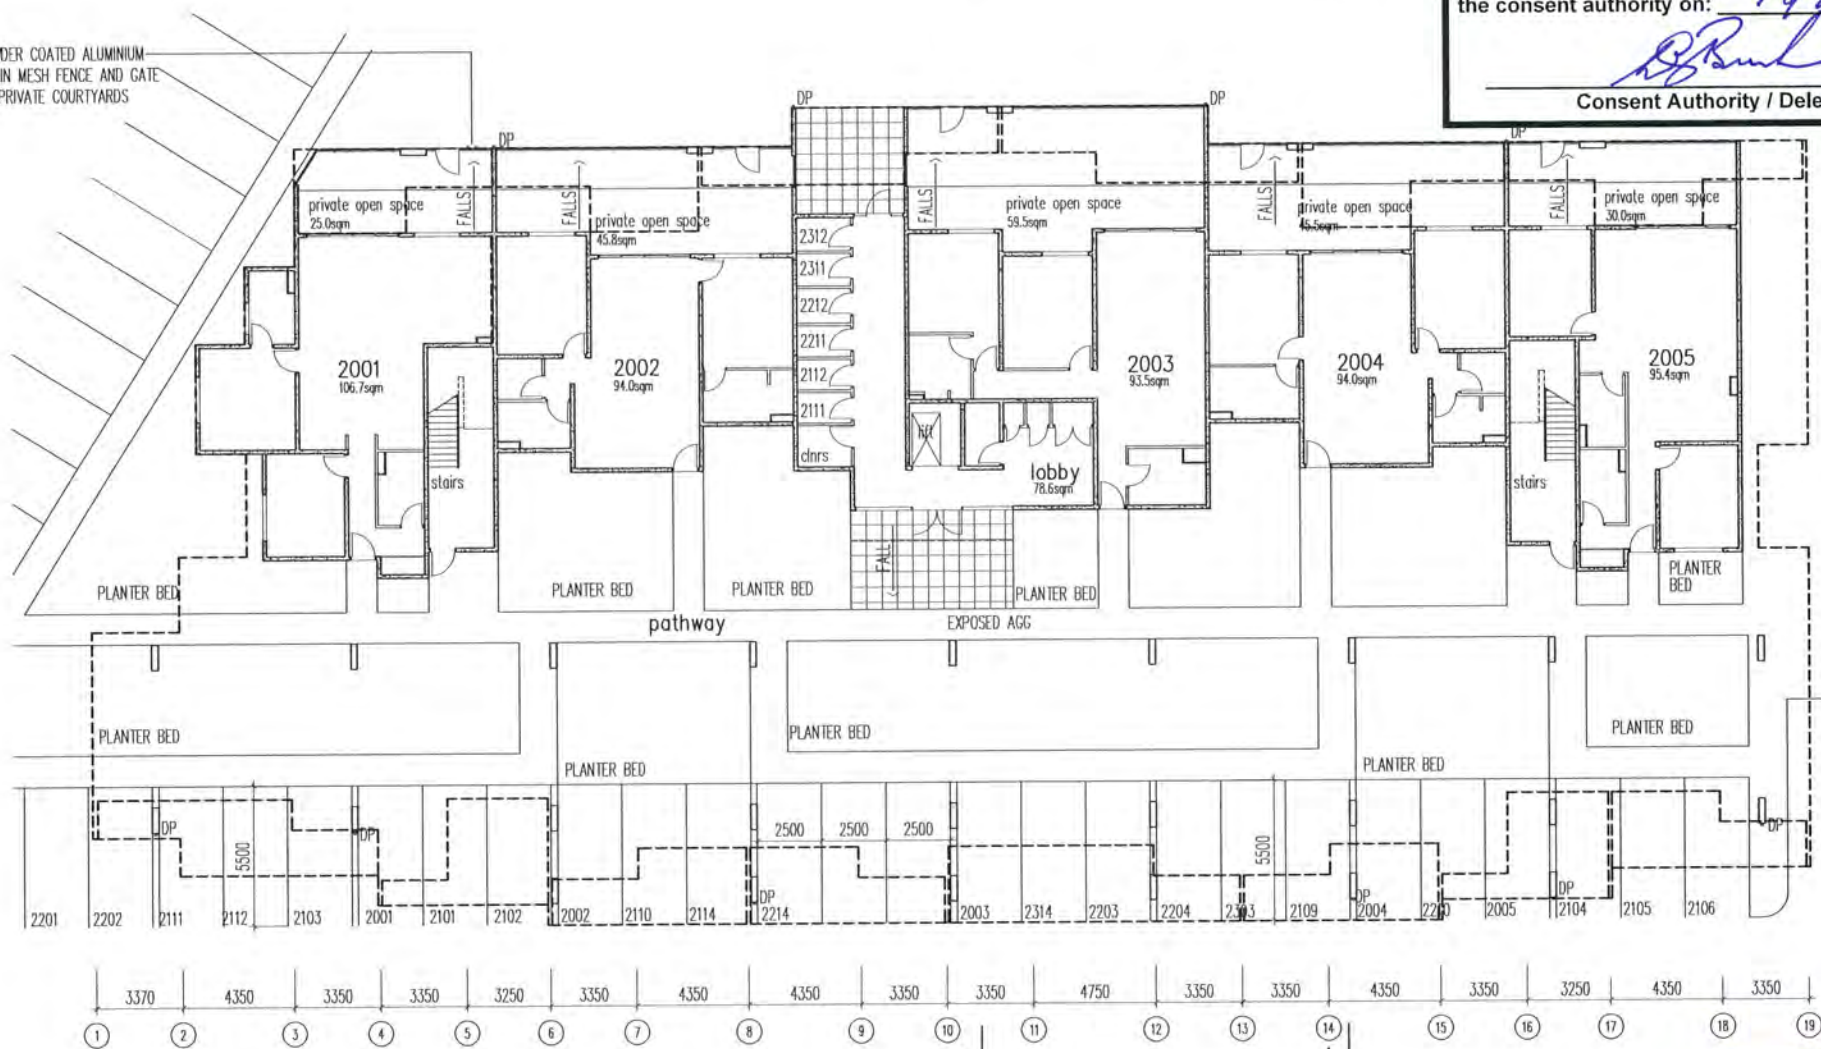 the consent authority on:
Consent Authority / Dele
DER COATED ALUMINIUM
IN MESH FENCE AND GATE
PRIVATE COURTYARDS
DP
DP
DP
DP
private open space
25.0sqm
FALLS
FALLS
private open space
45.8sqm
FALLS
private open space
59.5sqm
FALLS
private open space
45.5sqm
FALLS
private open space
30.0sqm
2312
2311
2212
2211
2112
2111
clnrs
2001
106.7sqm
2002
94.0sqm
2003
93.5sqm
2004
94.0sqm
2005
95.4sqm
lift
lobby
78.6sqm
stairs
stairs
FALL
PLANTER BED
PLANTER BED
PLANTER BED
PLANTER BED
PLANTER
BED
pathway
EXPOSED AGG
PLANTER BED
PLANTER BED
PLANTER BED
PLANTER BED
PLANTER BED
DP
DP
DP
DP
DP
DP
5500
2500 2500 2500
5500
2201 2202 2111 2112 2103 2001 2101 2102 2002 2110 2114 2214 2003 2314 2203 2204 2303 2109 2004 2005 2104 2105 2106
3370 4350 3350 3350 3250 3350 4350 4350 3350 3350 4750 3350 3350 4350 3350 3250 4350 3350
1 2 3 4 5 6 7 8 9 10 11 12 13 14 15 16 17 18 19